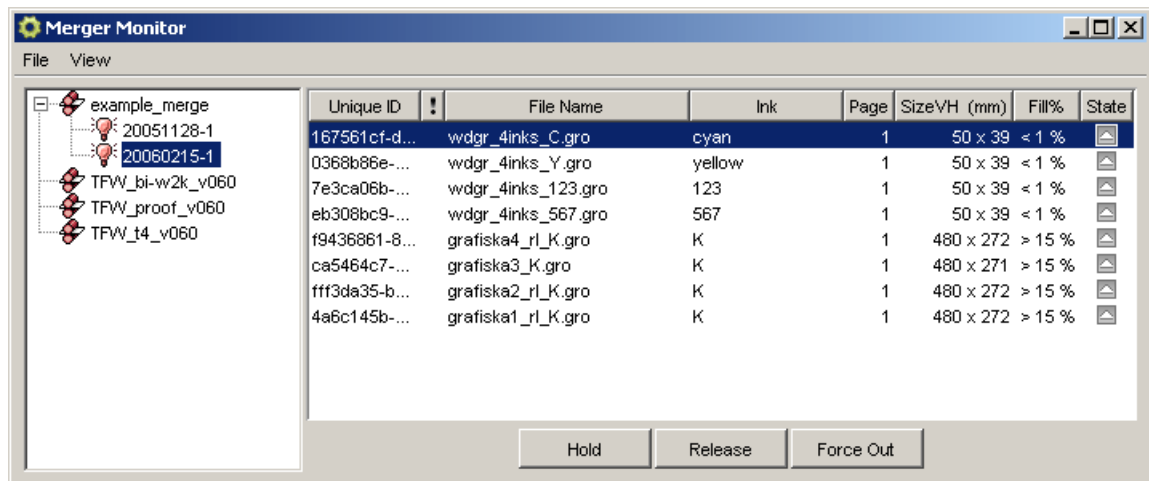 Merger Monitor
File View
example_merge
20051128-1
20060215-1
TFW_bi-w2k_v060
TFW_proof_v060
TFW_t4_v060
Unique ID ! File Name Ink Page SizeVH (mm) Fill% State
167561cf-d... wdgr_4inks_C.gro cyan 1 50 x 39 < 1 %
0368b86e-... wdgr_4inks_Y.gro yellow 1 50 x 39 < 1 %
7e3ca06b-... wdgr_4inks_123.gro 123 1 50 x 39 < 1 %
eb308bc9-... wdgr_4inks_567.gro 567 1 50 x 39 < 1 %
f9436861-8... grafiska4_rl_K.gro K 1 480 x 272 > 15 %
ca5464c7-... grafiska3_K.gro K 1 480 x 271 > 15 %
fff3da35-b... grafiska2_rl_K.gro K 1 480 x 272 > 15 %
4a6c145b-... grafiska1_rl_K.gro K 1 480 x 272 > 15 %
Hold Release Force Out